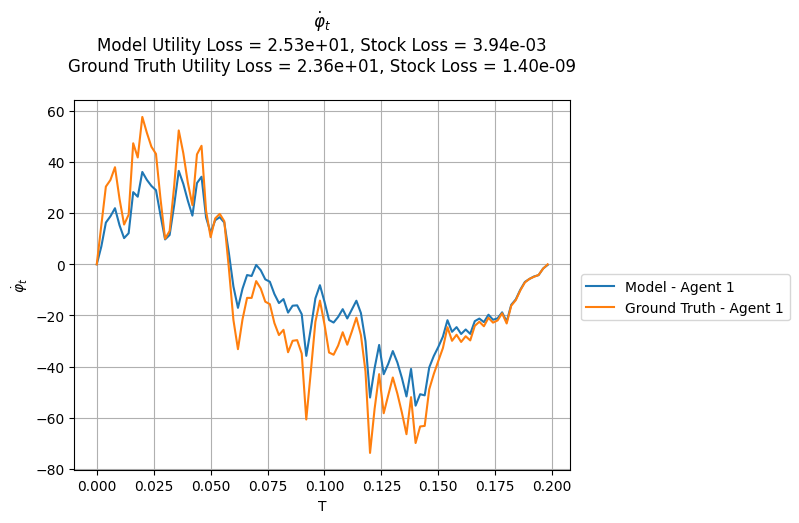 φ̇ₜ
Model Utility Loss = 2.53e+01, Stock Loss = 3.94e-03
Ground Truth Utility Loss = 2.36e+01, Stock Loss = 1.40e-09
60
40
20
0
−20
−40
−60
−80
φ̇ₜ
0.000
0.025
0.050
0.075
0.100
0.125
0.150
0.175
0.200
T
Model - Agent 1
Ground Truth - Agent 1